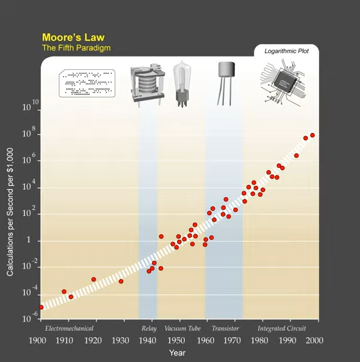 Moore's Law
The Fifth Paradigm
Logarithmic Plot
Calculations per Second per $1,000
10^10
10^8
10^6
10^4
10^2
1
10^-2
10^-4
10^-6
Electromechanical Relay Vacuum Tube Transistor Integrated Circuit
1900 1910 1920 1930 1940 1950 1960 1970 1980 1990 2000
Year